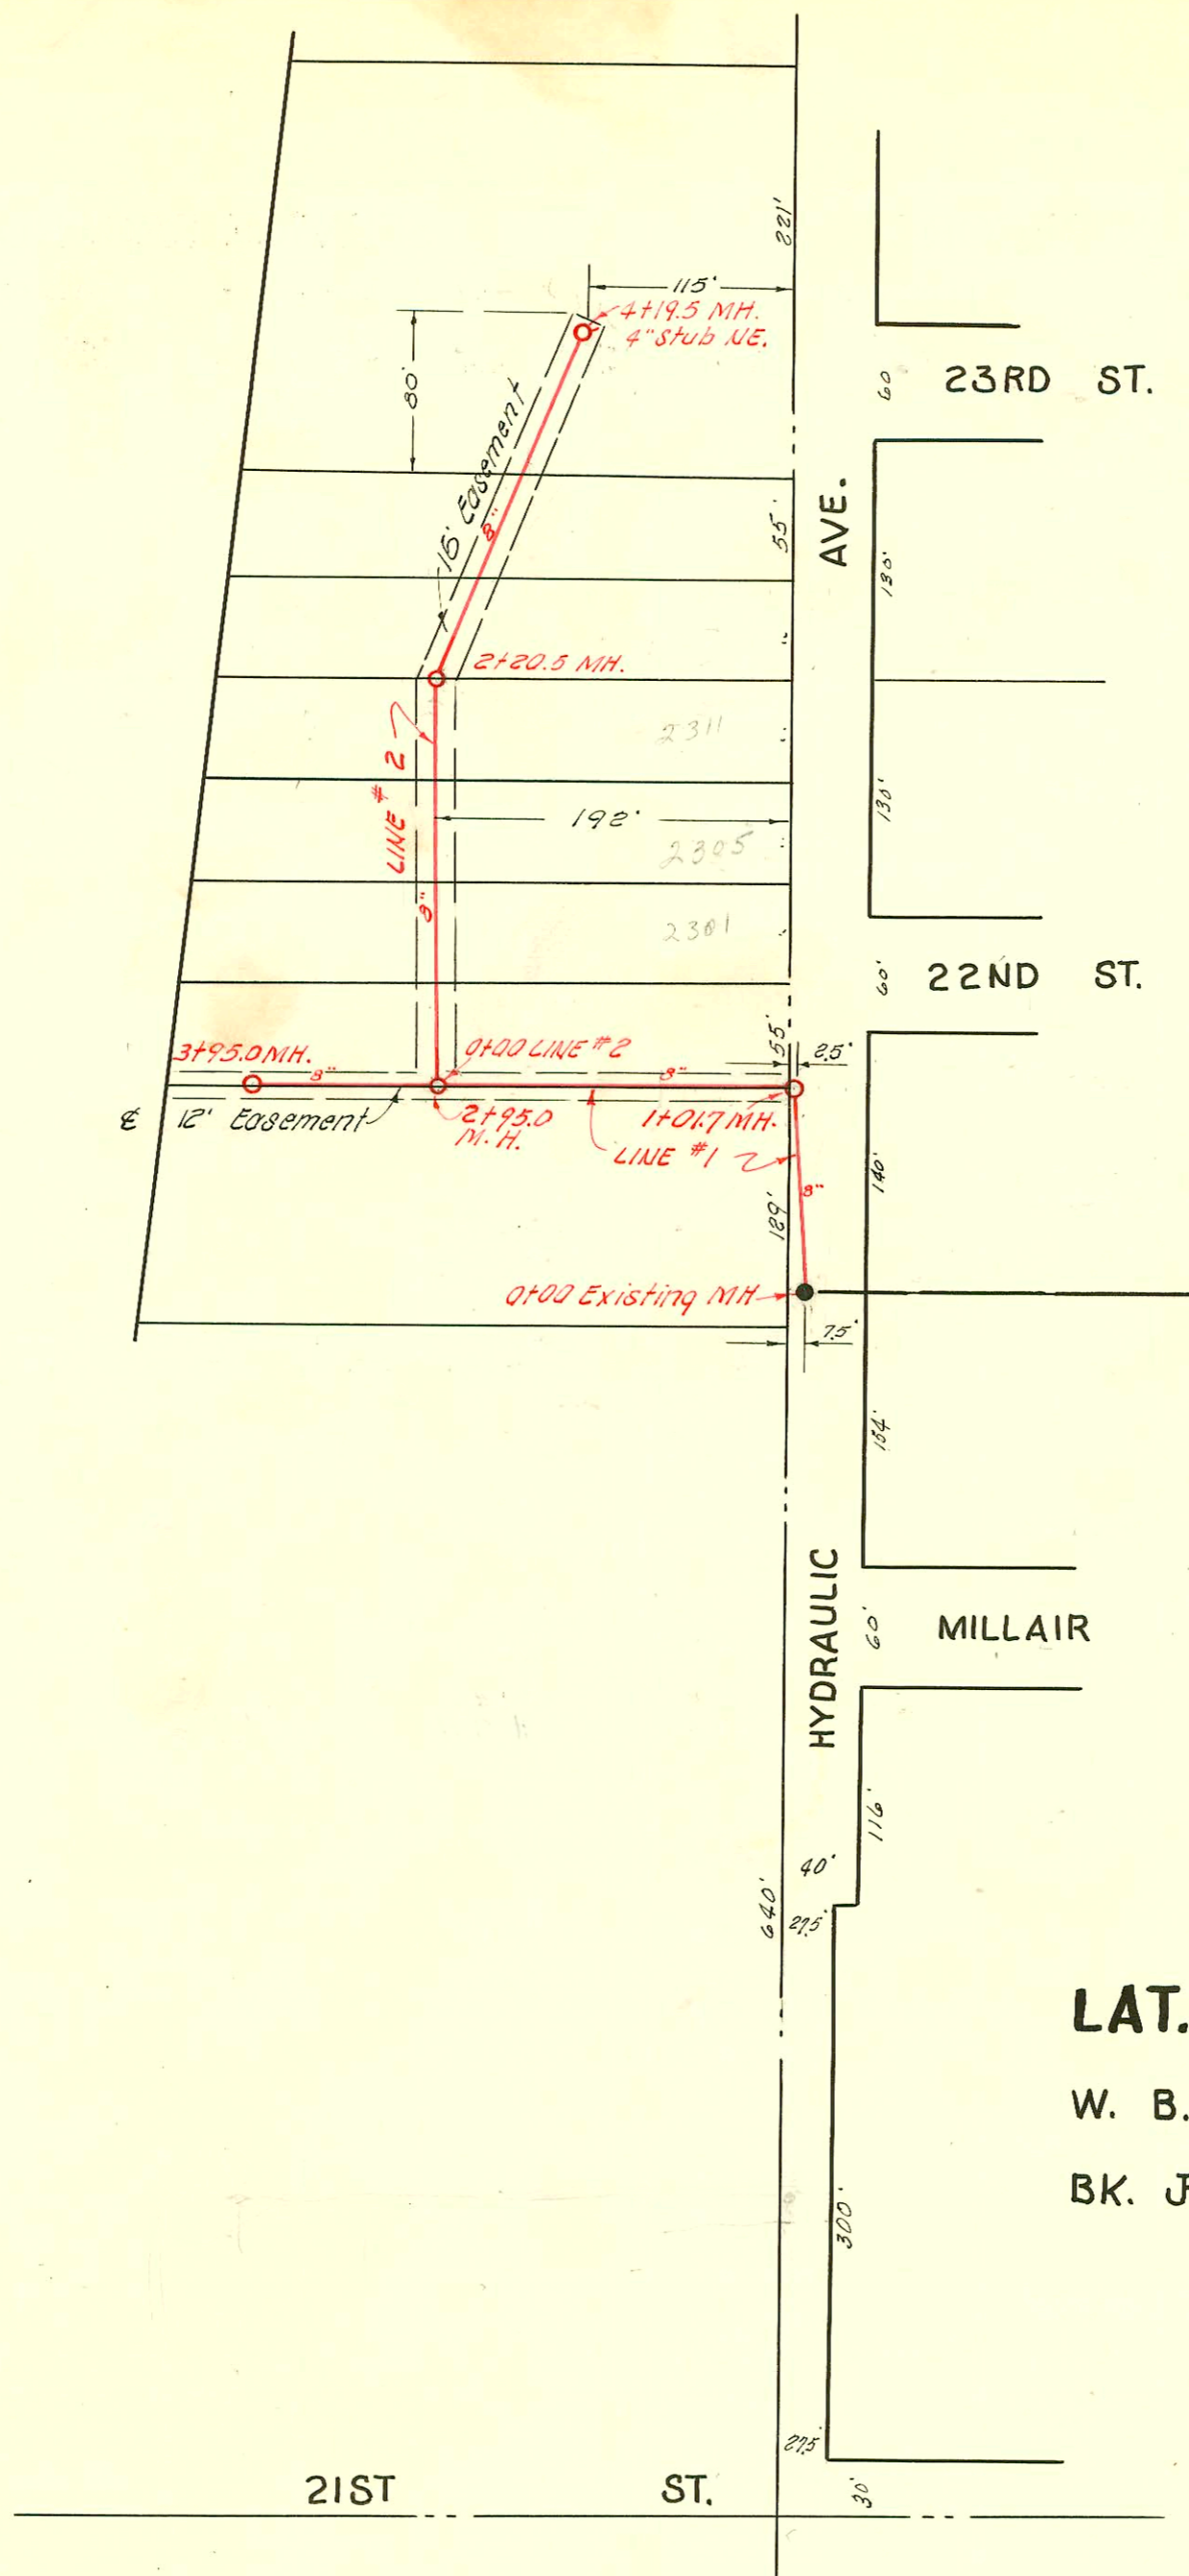 221'
115'
4+19.5 MH.
4" Stub NE.
80'
60
23RD ST.
16' Easement
8"
55'
AVE.
130'
2+20.5 MH.
2311
LINE # 2
130'
192'
2305
8"
2301
60'
22ND ST.
55'
2.5'
3+95.0 MH.
0+00 LINE #2
8"
8"
℄ 12' Easement
2+95.0
M.H.
1+01.7 MH.
LINE #1
140'
8"
189'
0+00 Existing MH
7.5'
154'
HYDRAULIC
60'
MILLAIR
116'
40'
640'
27.5'
LAT.
W. B.
BK.
300'
27.5'
21ST ST.
30'